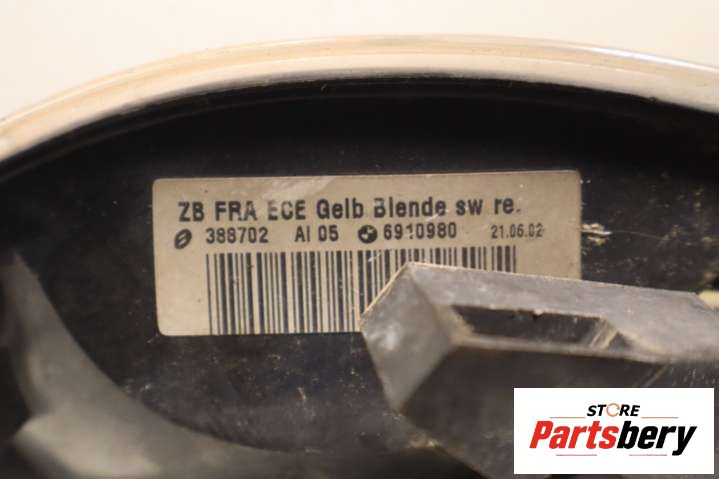 ZB FRA ECE Gelb Blende sw re.
388702 AI 05 6910980 21.06.02
STORE
Partsbery